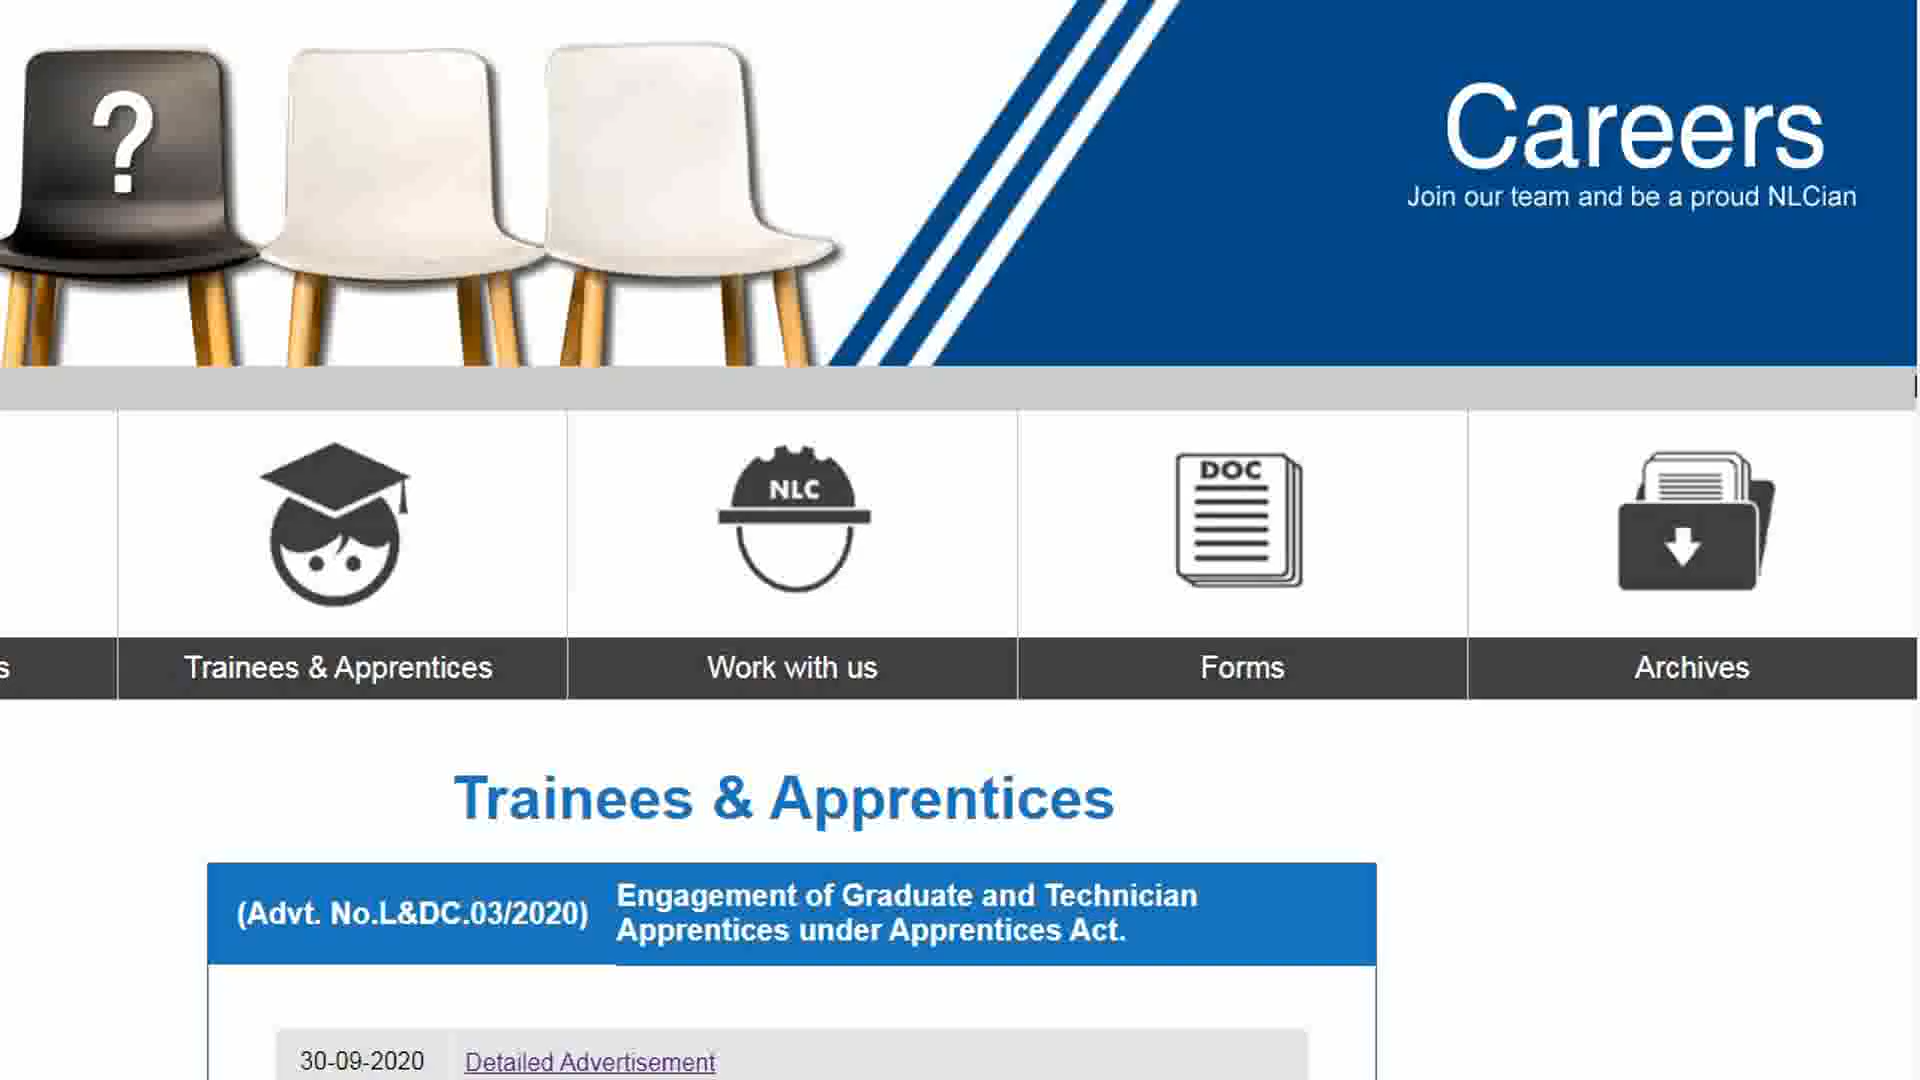 ?
Careers
Join our team and be a proud NLCian
NLC
DOC
s
Trainees & Apprentices
Work with us
Forms
Archives
Trainees & Apprentices
(Advt. No.L&DC.03/2020)
Engagement of Graduate and Technician
Apprentices under Apprentices Act.
30-09-2020
Detailed Advertisement